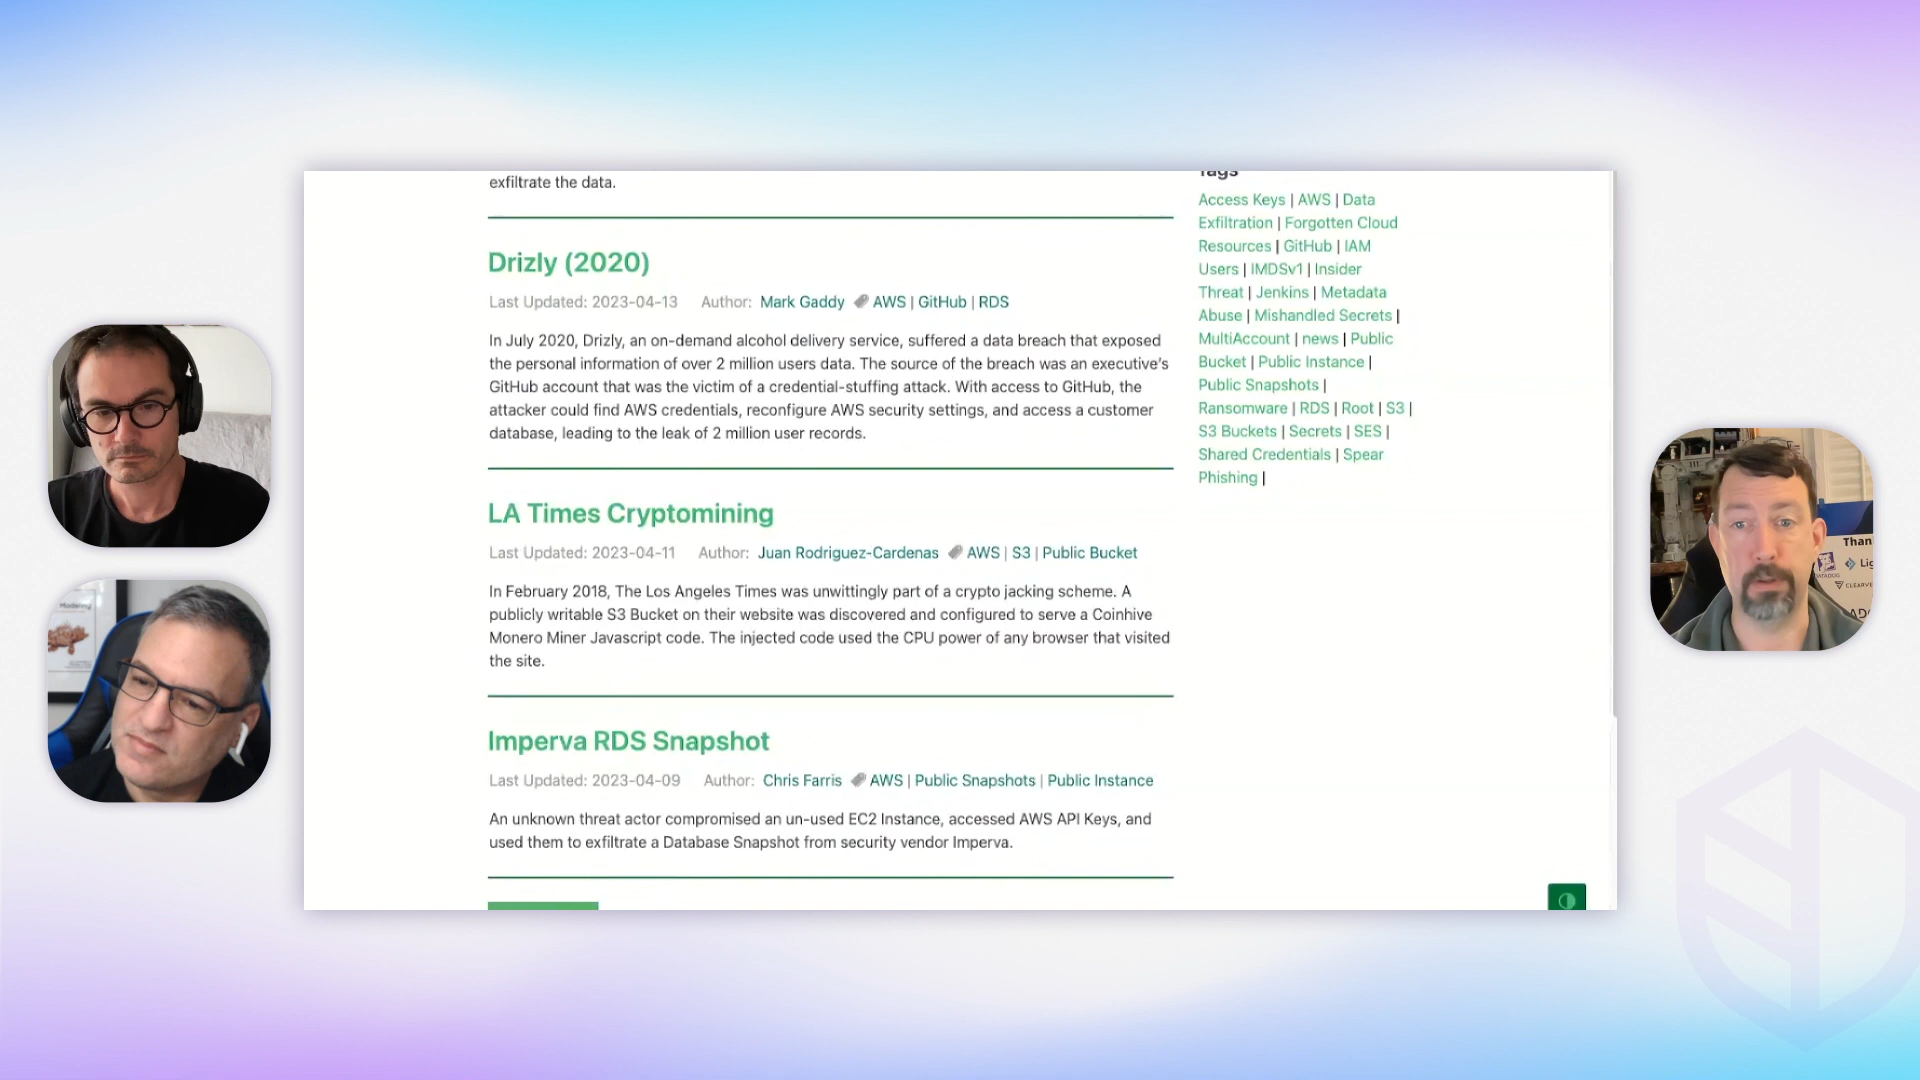 exfiltrate the data.
Drizly (2020)
Last Updated: 2023-04-13 Author: Mark Gaddy AWS | GitHub | RDS
In July 2020, Drizly, an on-demand alcohol delivery service, suffered a data breach that exposed
the personal information of over 2 million users data. The source of the breach was an executive's
GitHub account that was the victim of a credential-stuffing attack. With access to GitHub, the
attacker could find AWS credentials, reconfigure AWS security settings, and access a customer
database, leading to the leak of 2 million user records.
LA Times Cryptomining
Last Updated: 2023-04-11 Author: Juan Rodriguez-Cardenas AWS | S3 | Public Bucket
In February 2018, The Los Angeles Times was unwittingly part of a crypto jacking scheme. A
publicly writable S3 Bucket on their website was discovered and configured to serve a Coinhive
Monero Miner Javascript code. The injected code used the CPU power of any browser that visited
the site.
Imperva RDS Snapshot
Last Updated: 2023-04-09 Author: Chris Farris AWS | Public Snapshots | Public Instance
An unknown threat actor compromised an un-used EC2 Instance, accessed AWS API Keys, and
used them to exfiltrate a Database Snapshot from security vendor Imperva.
Tags
Access Keys | AWS | Data
Exfiltration | Forgotten Cloud
Resources | GitHub | IAM
Users | IMDSv1 | Insider
Threat | Jenkins | Metadata
Abuse | Mishandled Secrets |
MultiAccount | news | Public
Bucket | Public Instance |
Public Snapshots |
Ransomware | RDS | Root | S3 |
S3 Buckets | Secrets | SES |
Shared Credentials | Spear
Phishing |
Modeling
Than
Lig
DATADOG
CLEARVE